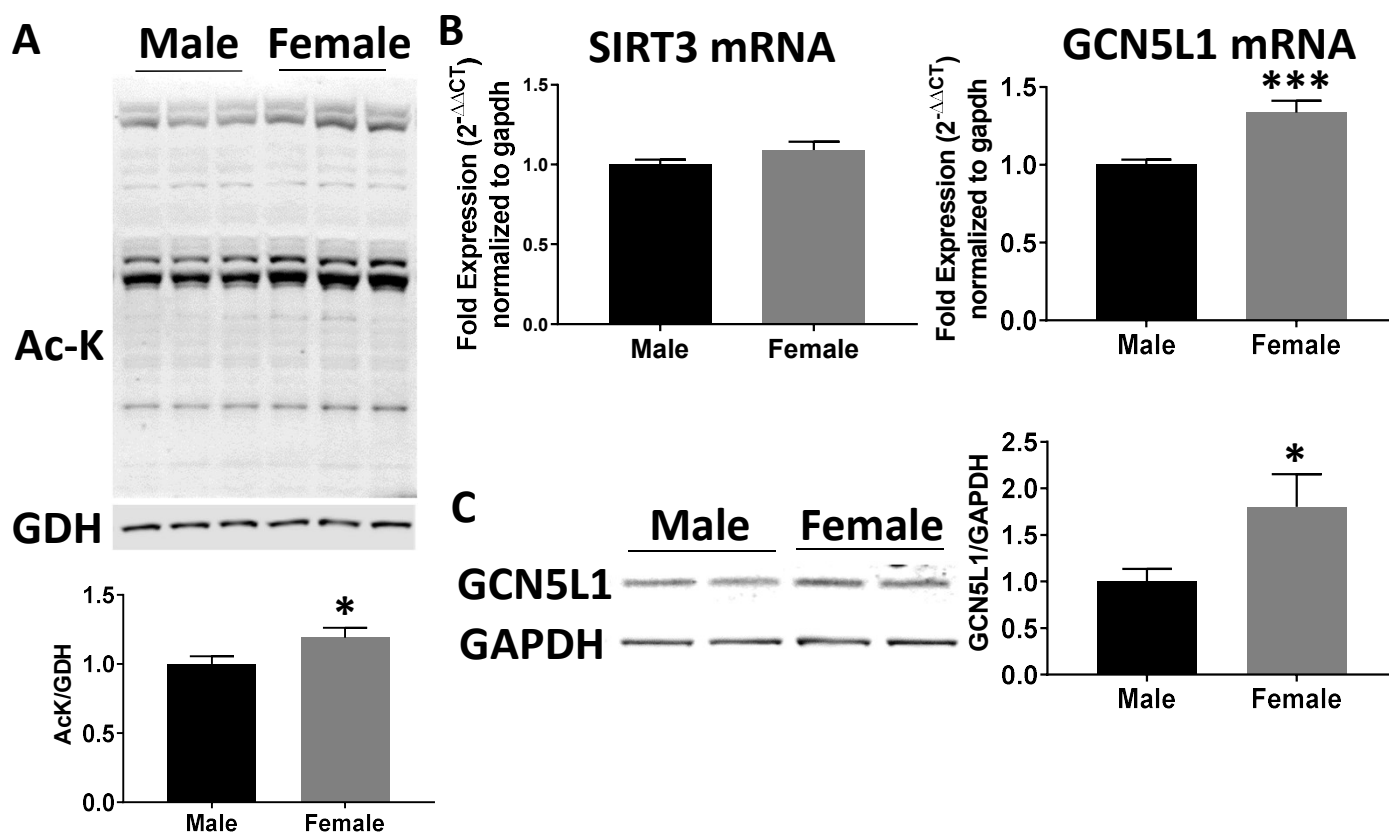 A
Male Female
Ac-K
GDH
AcK/GDH
1.5
*
1.0
0.5
0.0
Male Female
B
SIRT3 mRNA
Fold Expression (2^-ΔΔCT)
normalized to gapdh
1.5
1.0
0.5
0.0
Male Female
GCN5L1 mRNA
Fold Expression (2^-ΔΔCT)
normalized to gapdh
***
1.5
1.0
0.5
0.0
Male Female
C
Male Female
GCN5L1
GAPDH
GCN5L1/GAPDH
2.5
*
2.0
1.5
1.0
0.5
0.0
Male Female